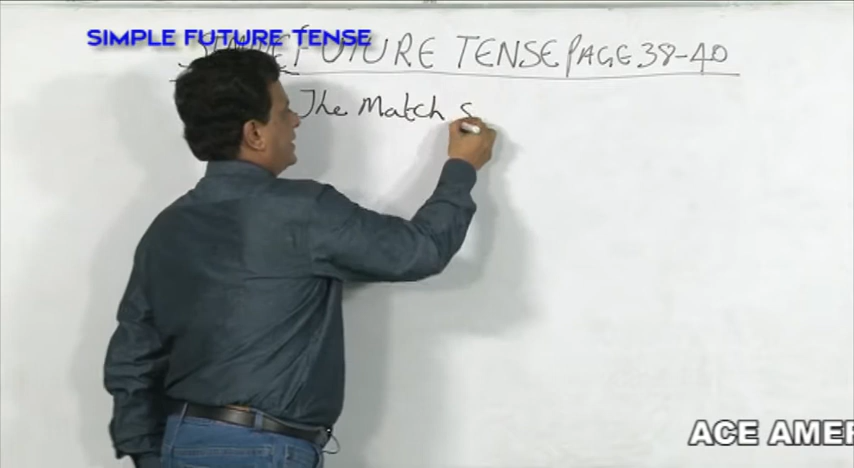 SIMPLE FUTURE TENSE
FUTURE TENSE PAGE 38-40
The Match S
ACE AMER